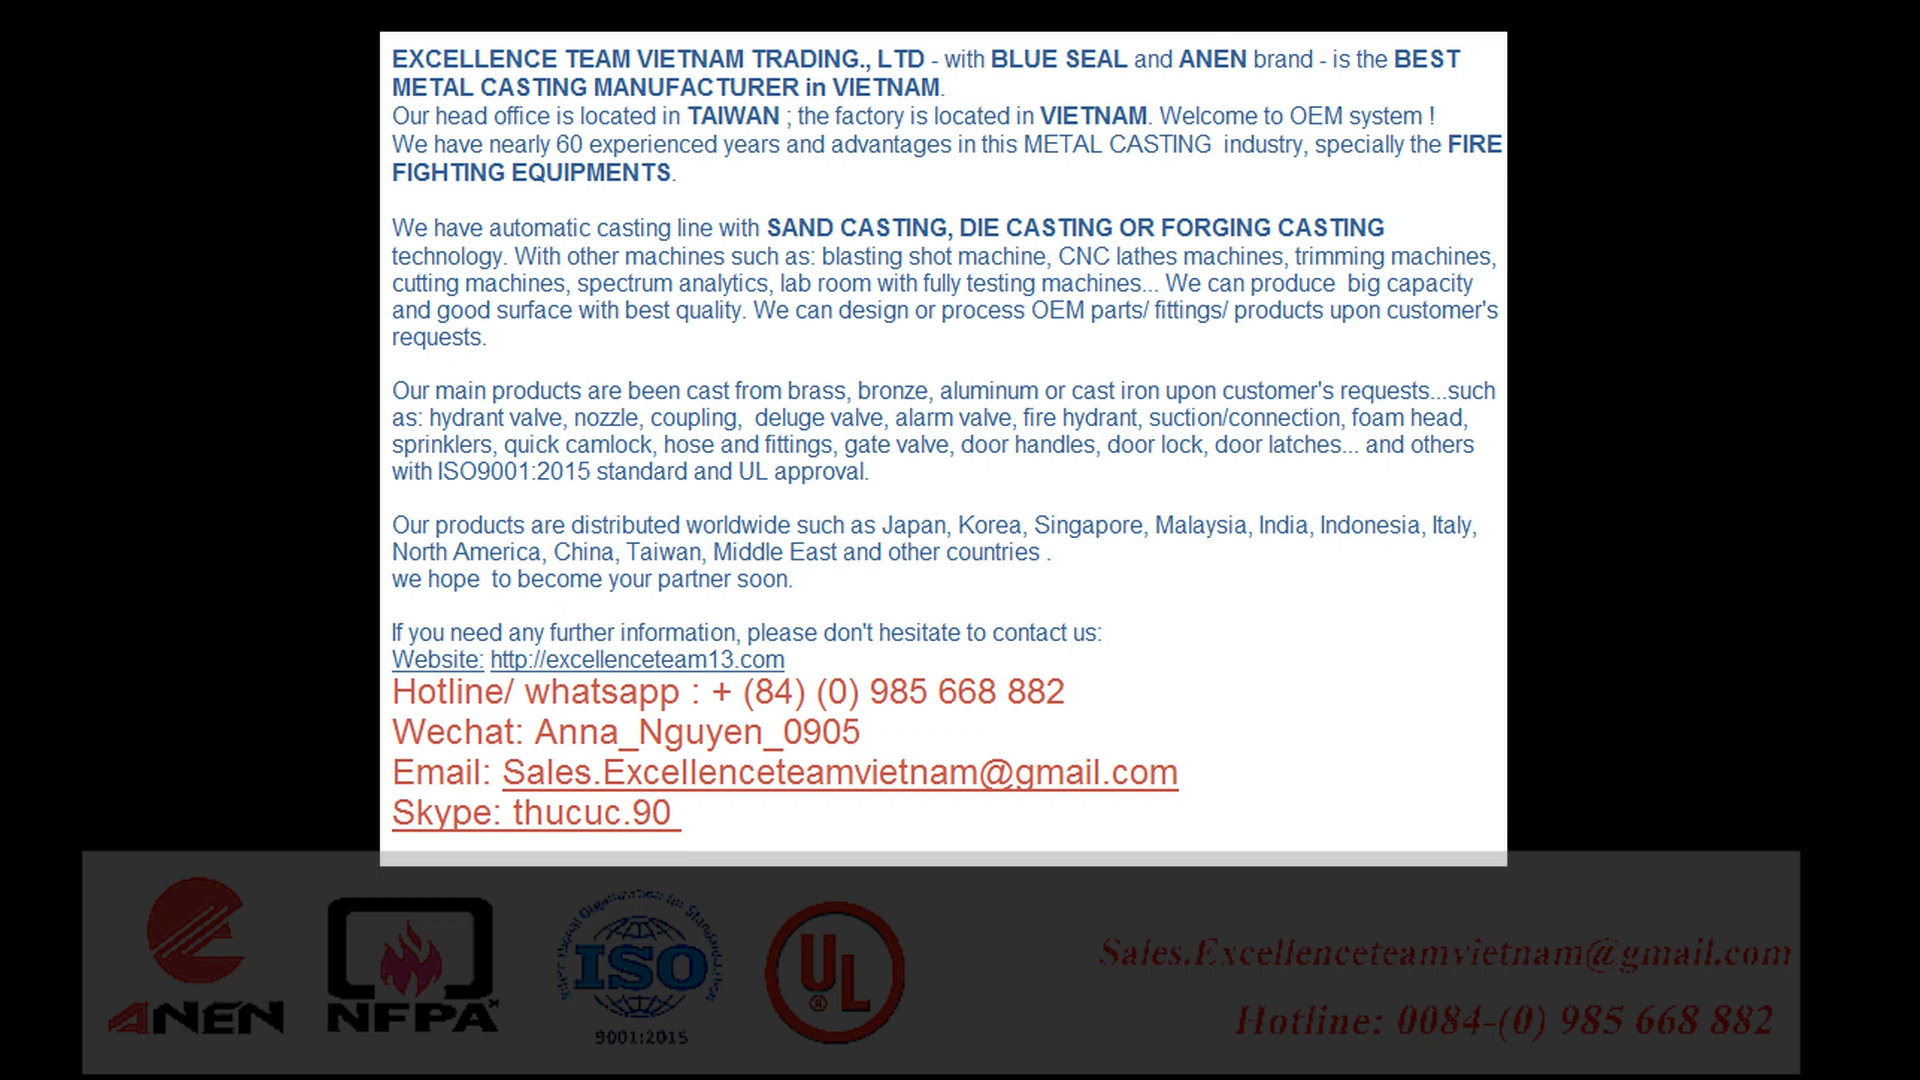 EXCELLENCE TEAM VIETNAM TRADING., LTD - with BLUE SEAL and ANEN brand - is the BEST
METAL CASTING MANUFACTURER in VIETNAM.
Our head office is located in TAIWAN ; the factory is located in VIETNAM. Welcome to OEM system !
We have nearly 60 experienced years and advantages in this METAL CASTING  industry, specially the FIRE
FIGHTING EQUIPMENTS.
We have automatic casting line with SAND CASTING, DIE CASTING OR FORGING CASTING
technology. With other machines such as: blasting shot machine, CNC lathes machines, trimming machines,
cutting machines, spectrum analytics, lab room with fully testing machines... We can produce  big capacity
and good surface with best quality. We can design or process OEM parts/ fittings/ products upon customer's
requests.
Our main products are been cast from brass, bronze, aluminum or cast iron upon customer's requests...such
as: hydrant valve, nozzle, coupling,  deluge valve, alarm valve, fire hydrant, suction/connection, foam head,
sprinklers, quick camlock, hose and fittings, gate valve, door handles, door lock, door latches... and others
with ISO9001:2015 standard and UL approval.
Our products are distributed worldwide such as Japan, Korea, Singapore, Malaysia, India, Indonesia, Italy,
North America, China, Taiwan, Middle East and other countries .
we hope  to become your partner soon.
If you need any further information, please don't hesitate to contact us:
Website: http://excellenceteam13.com
Hotline/ whatsapp : + (84) (0) 985 668 882
Wechat: Anna_Nguyen_0905
Email: Sales.Excellenceteamvietnam@gmail.com
Skype: thucuc.90
ANEN
NFPA
International Organization for Standardization
ISO
9001:2015
UL
®
Sales.Excellenceteamvietnam@gmail.com
Hotline: 0084-(0) 985 668 882